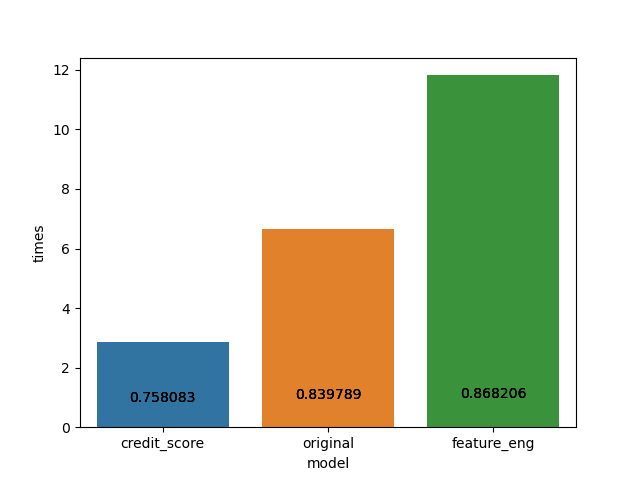 12
10
8
6
4
2
0
times
0.758083
0.839789
0.868206
credit_score
original
feature_eng
model